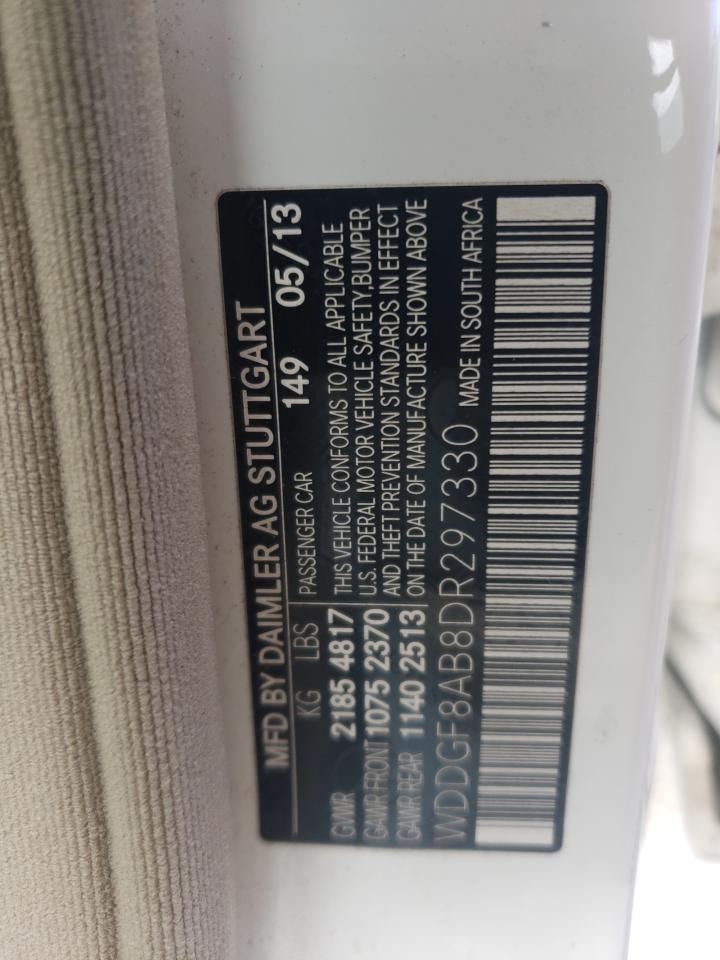 MFD BY DAIMLER AG STUTTGART
KG LBS PASSENGER CAR 149 05/13
GVWR 2185 4817 THIS VEHICLE CONFORMS TO ALL APPLICABLE
GAWR FRONT 1075 2370 U.S. FEDERAL MOTOR VEHICLE SAFETY,BUMPER
GAWR REAR 1140 2513 AND THEFT PREVENTION STANDARDS IN EFFECT
ON THE DATE OF MANUFACTURE SHOWN ABOVE
WDDGF8AB8DR297330 MADE IN SOUTH AFRICA